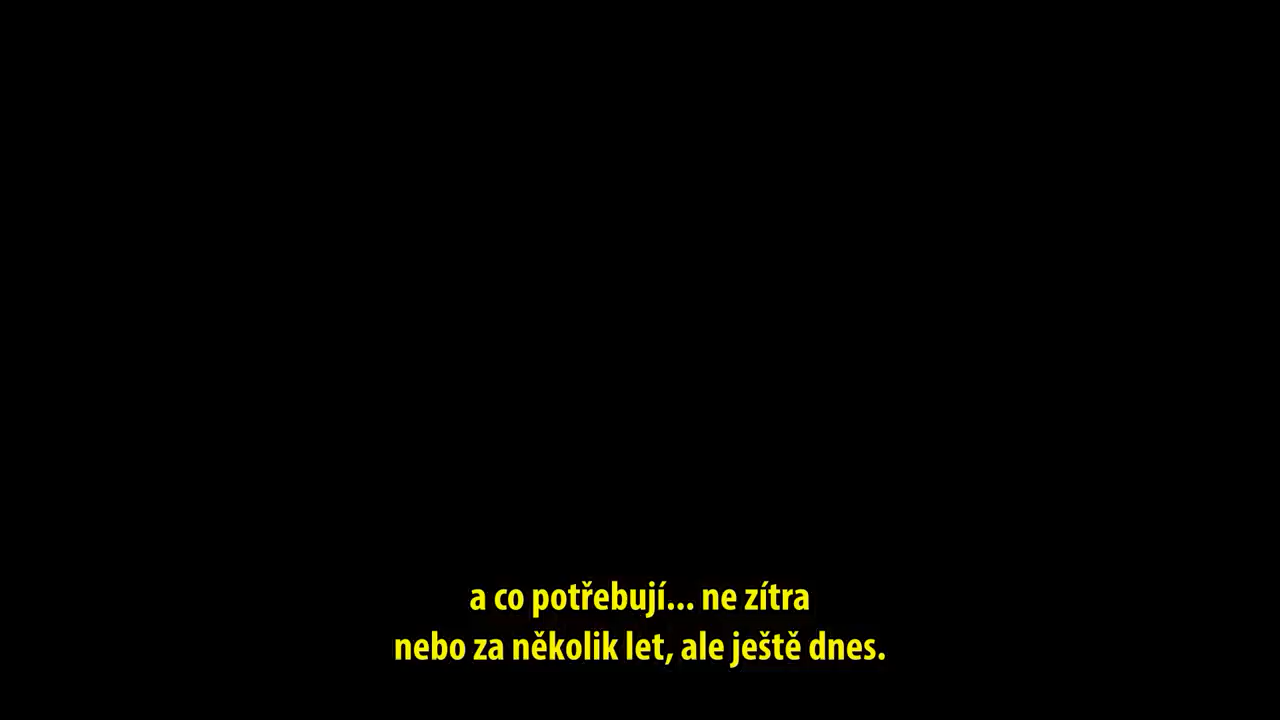 a co potřebují... ne zítra
nebo za několik let, ale ještě dnes.